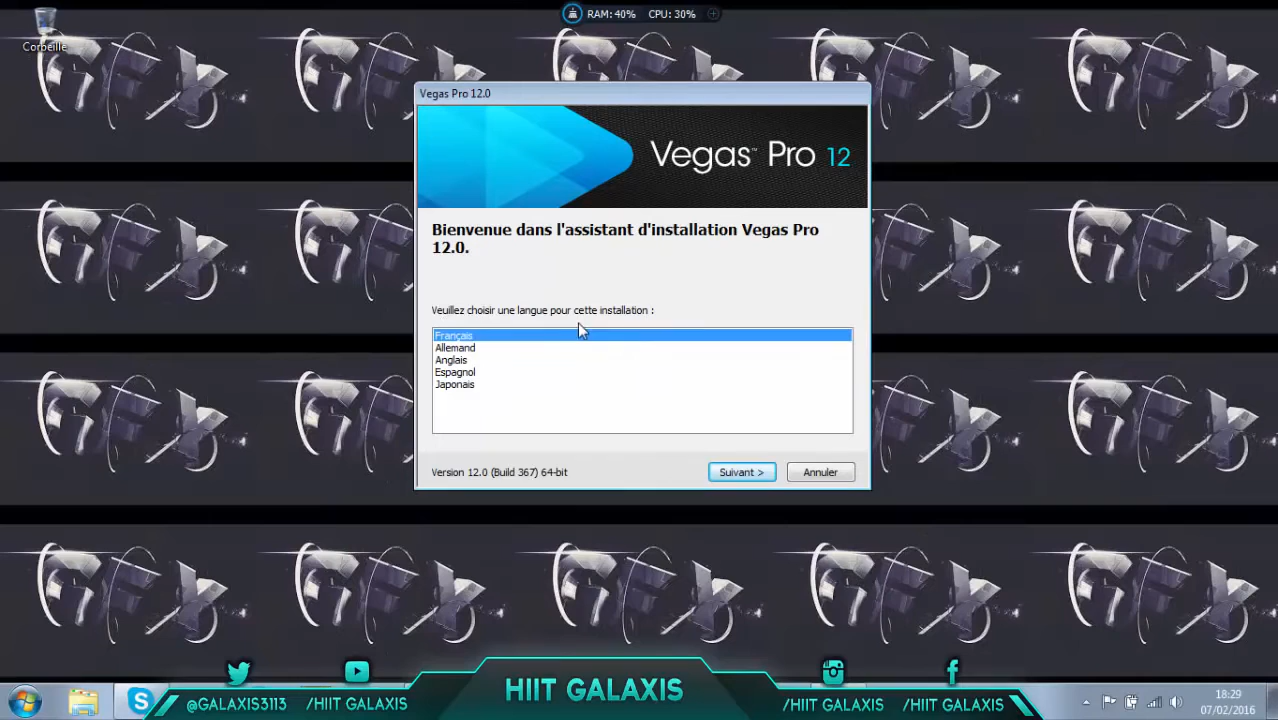 RAM: 40% CPU: 30%
Corbeille
Vegas Pro 12.0
Vegas™ Pro 12
Bienvenue dans l'assistant d'installation Vegas Pro
12.0.
Veuillez choisir une langue pour cette installation :
Français
Allemand
Anglais
Espagnol
Japonais
Version 12.0 (Build 367) 64-bit
Suivant >
Annuler
HIIT GALAXIS
@GALAXIS3113
/HIIT GALAXIS
/HIIT GALAXIS
/HIIT GALAXIS
18:29
07/02/2016